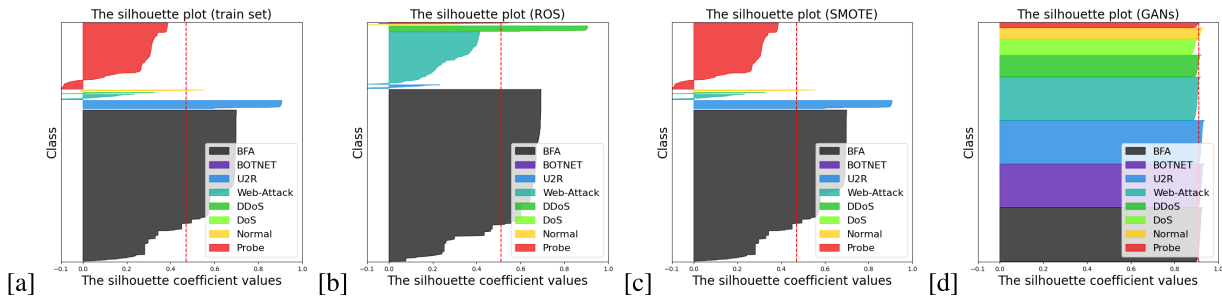 The silhouette plot (train set)
Class
BFA
BOTNET
U2R
Web-Attack
DDoS
DoS
Normal
Probe
−0.1 0.0 0.2 0.4 0.6 0.8 1.0
The silhouette coefficient values
[a]
The silhouette plot (ROS)
Class
BFA
BOTNET
U2R
Web-Attack
DDoS
DoS
Normal
Probe
−0.1 0.0 0.2 0.4 0.6 0.8 1.0
The silhouette coefficient values
[b]
The silhouette plot (SMOTE)
Class
BFA
BOTNET
U2R
Web-Attack
DDoS
DoS
Normal
Probe
−0.1 0.0 0.2 0.4 0.6 0.8 1.0
The silhouette coefficient values
[c]
The silhouette plot (GANs)
Class
BFA
BOTNET
U2R
Web-Attack
DDoS
DoS
Normal
Probe
−0.1 0.0 0.2 0.4 0.6 0.8 1.0
The silhouette coefficient values
[d]